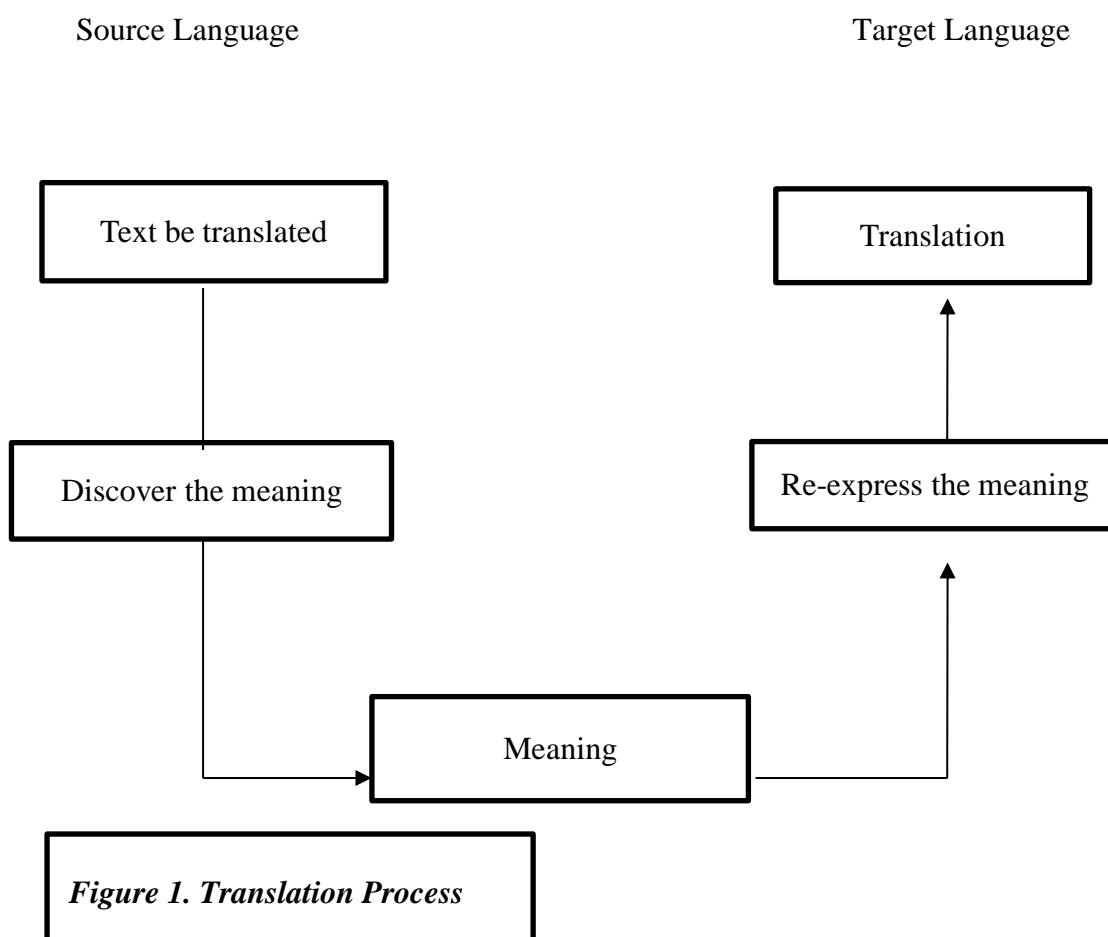 Source Language
Target Language
Text be translated
Translation
Discover the meaning
Re-express the meaning
Meaning
Figure 1. Translation Process